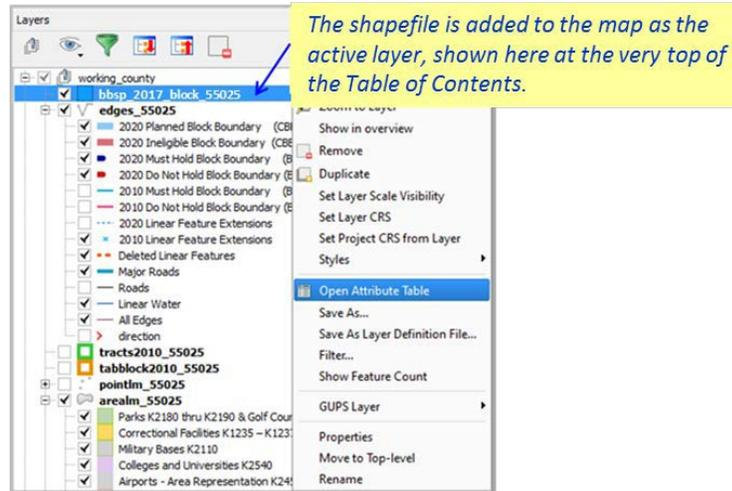 Layers
The shapefile is added to the map as the
active layer, shown here at the very top of
the Table of Contents.
working_county
bbsp_2017_block_55025
edges_55025
2020 Planned Block Boundary (CBB
2020 Ineligible Block Boundary (CBB
2020 Must Hold Block Boundary (B
2020 Do Not Hold Block Boundary (B
2010 Must Hold Block Boundary (B
2010 Do Not Hold Block Boundary (B
2020 Linear Feature Extensions
2010 Linear Feature Extensions
Deleted Linear Features
Major Roads
Roads
Linear Water
All Edges
direction
tracts2010_55025
tabblock2010_55025
pointlm_55025
arealm_55025
Parks K2180 thru K2190 & Golf Cour
Correctional Facilities K1235 – K1237
Military Bases K2110
Colleges and Universities K2540
Airports - Area Representation K245
Zoom to Layer
Show in overview
Remove
Duplicate
Set Layer Scale Visibility
Set Layer CRS
Set Project CRS from Layer
Styles
Open Attribute Table
Save As...
Save As Layer Definition File...
Filter...
Show Feature Count
GUPS Layer
Properties
Move to Top-level
Rename